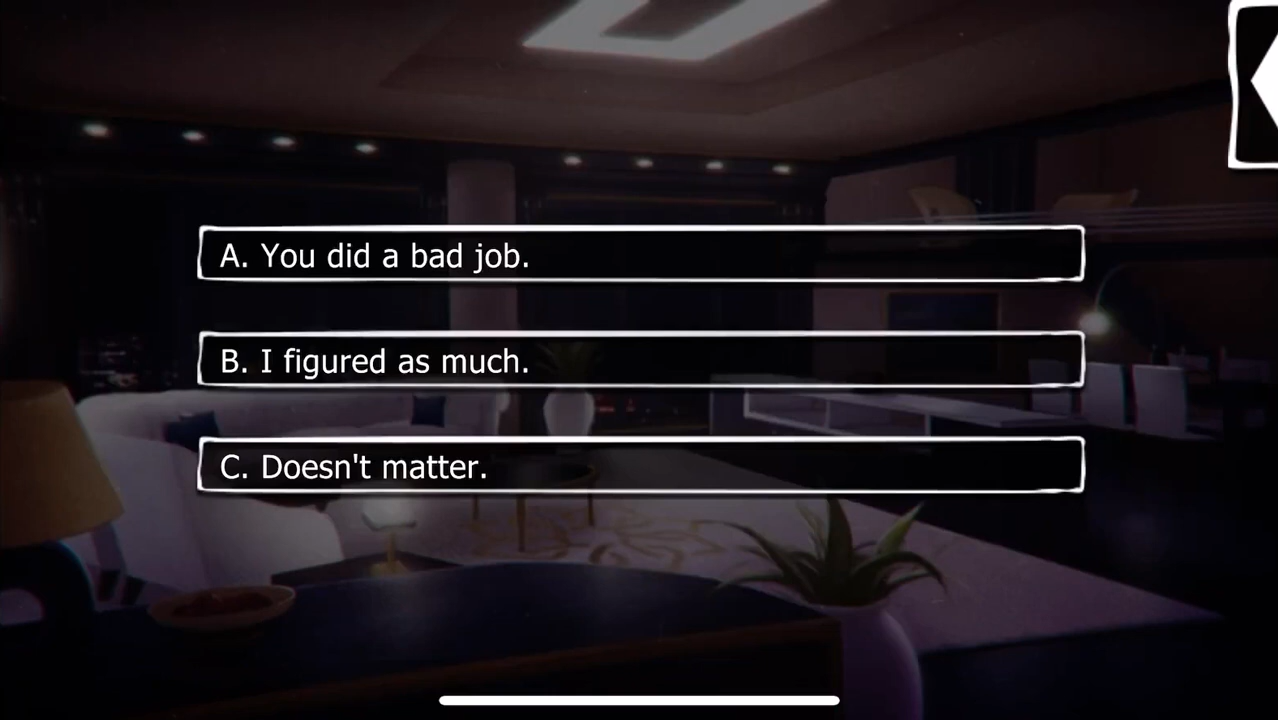 A. You did a bad job.
B. I figured as much.
C. Doesn't matter.